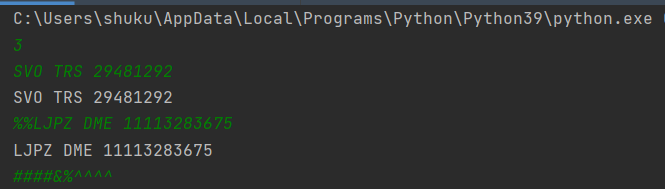 C:\Users\shuku\AppData\Local\Programs\Python\Python39\python.exe
3
SVO TRS 29481292
SVO TRS 29481292
%%LJPZ DME 11113283675
LJPZ DME 11113283675
####&%^^^^